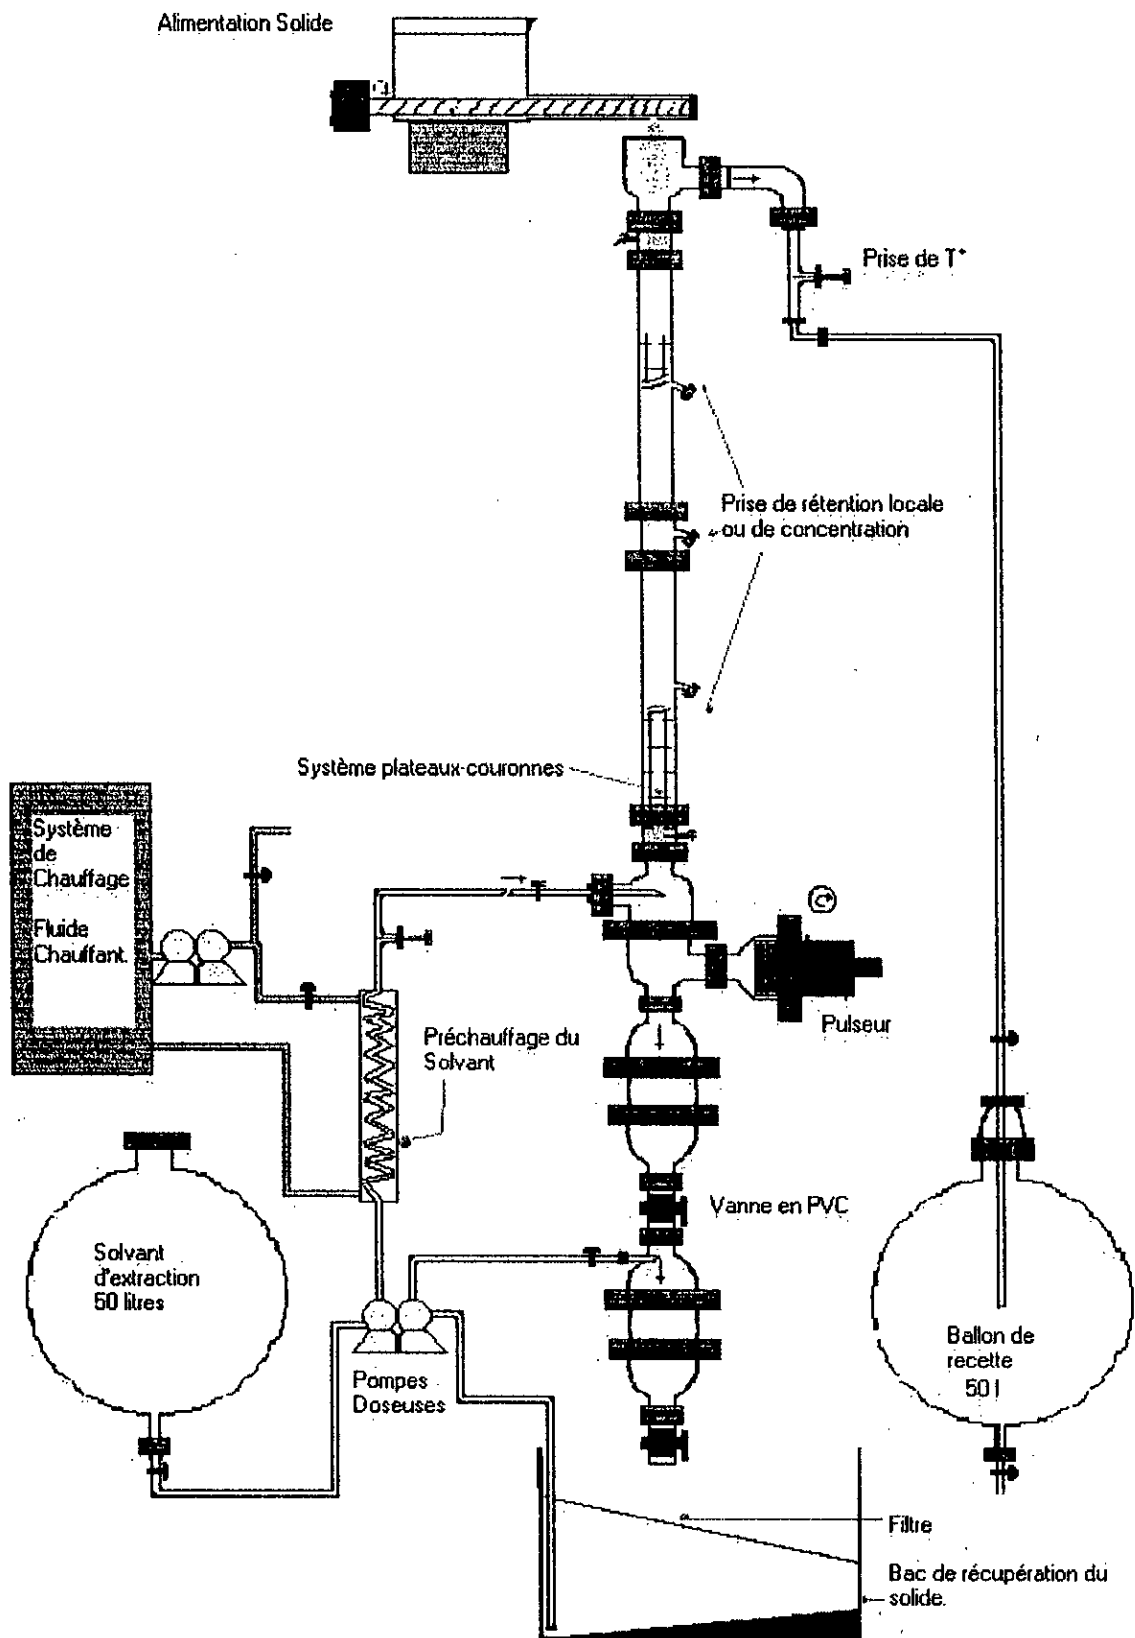 Alimentation Solide
Prise de T°
Prise de rétention locale
ou de concentration
Système plateaux-couronnes
Système
de
Chauffage
Fluide
Chauffant.
Pulseur
Préchauffage du
Solvant
Vanne en PVC
Solvant
d'extraction
50 litres
Pompes
Doseuses
Ballon de
recette
50 l
Filtre
Bac de récupération du
solide.